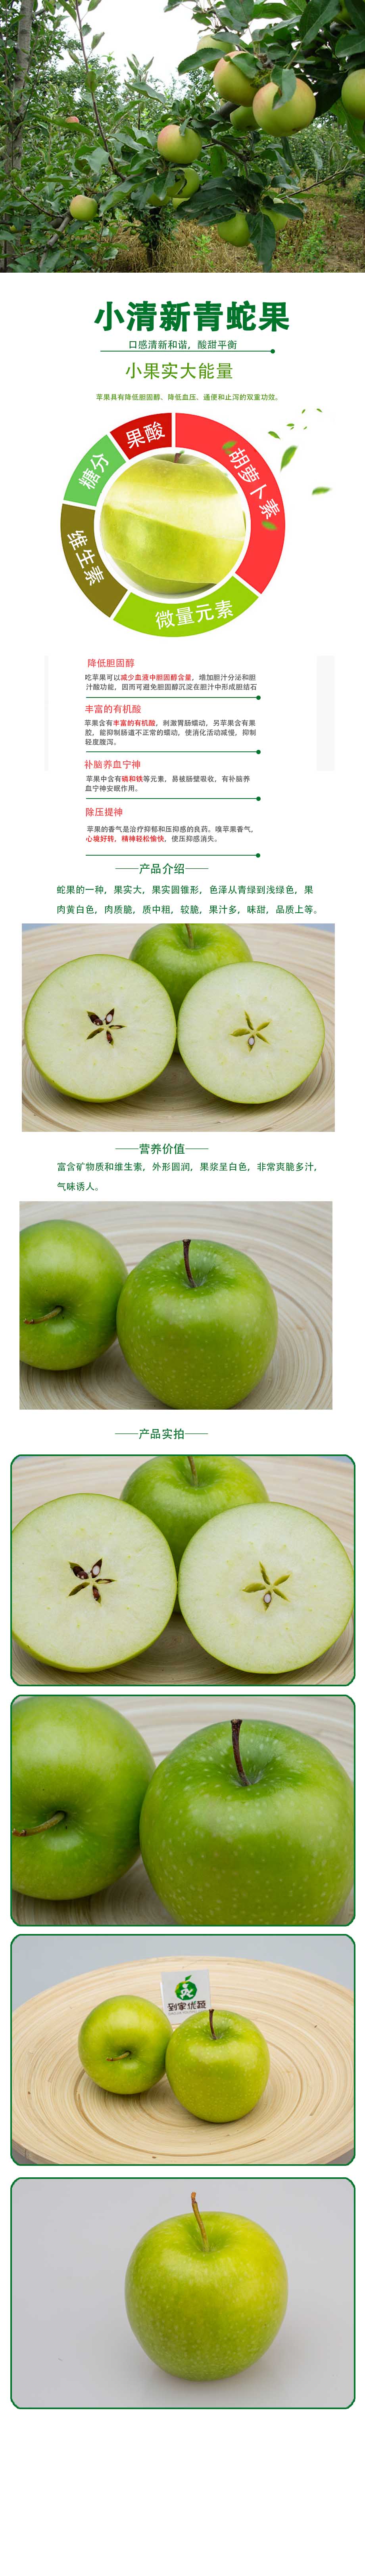 小清新青蛇果
口感清新和谐，酸甜平衡
小果实大能量
苹果具有降低胆固醇、降低血压、通便和止泻的双重功效。
果酸
胡萝卜素
糖分
维生素
微量元素
降低胆固醇
吃苹果可以减少血液中胆固醇含量，增加胆汁分泌和胆
汁酸功能，因而可避免胆固醇沉淀在胆汁中形成胆结石
丰富的有机酸
苹果含有丰富的有机酸，刺激胃肠蠕动，另苹果含有果
胶，能抑制肠道不正常的蠕动，使消化活动减慢，抑制
轻度腹泻。
补脑养血宁神
苹果中含有磷和铁等元素，易被肠壁吸收，有补脑养
血宁神安眠作用。
除压提神
苹果的香气是治疗抑郁和压抑感的良药。嗅苹果香气，
心境好转，精神轻松愉快，使压抑感消失。
——产品介绍——
蛇果的一种，果实大，果实圆锥形，色泽从青绿到浅绿色，果
肉黄白色，肉质脆，质中粗，较脆，果汁多，味甜，品质上等。
——营养价值——
富含矿物质和维生素，外形圆润，果浆呈白色，非常爽脆多汁，
气味诱人。
——产品实拍——
到家优蔬